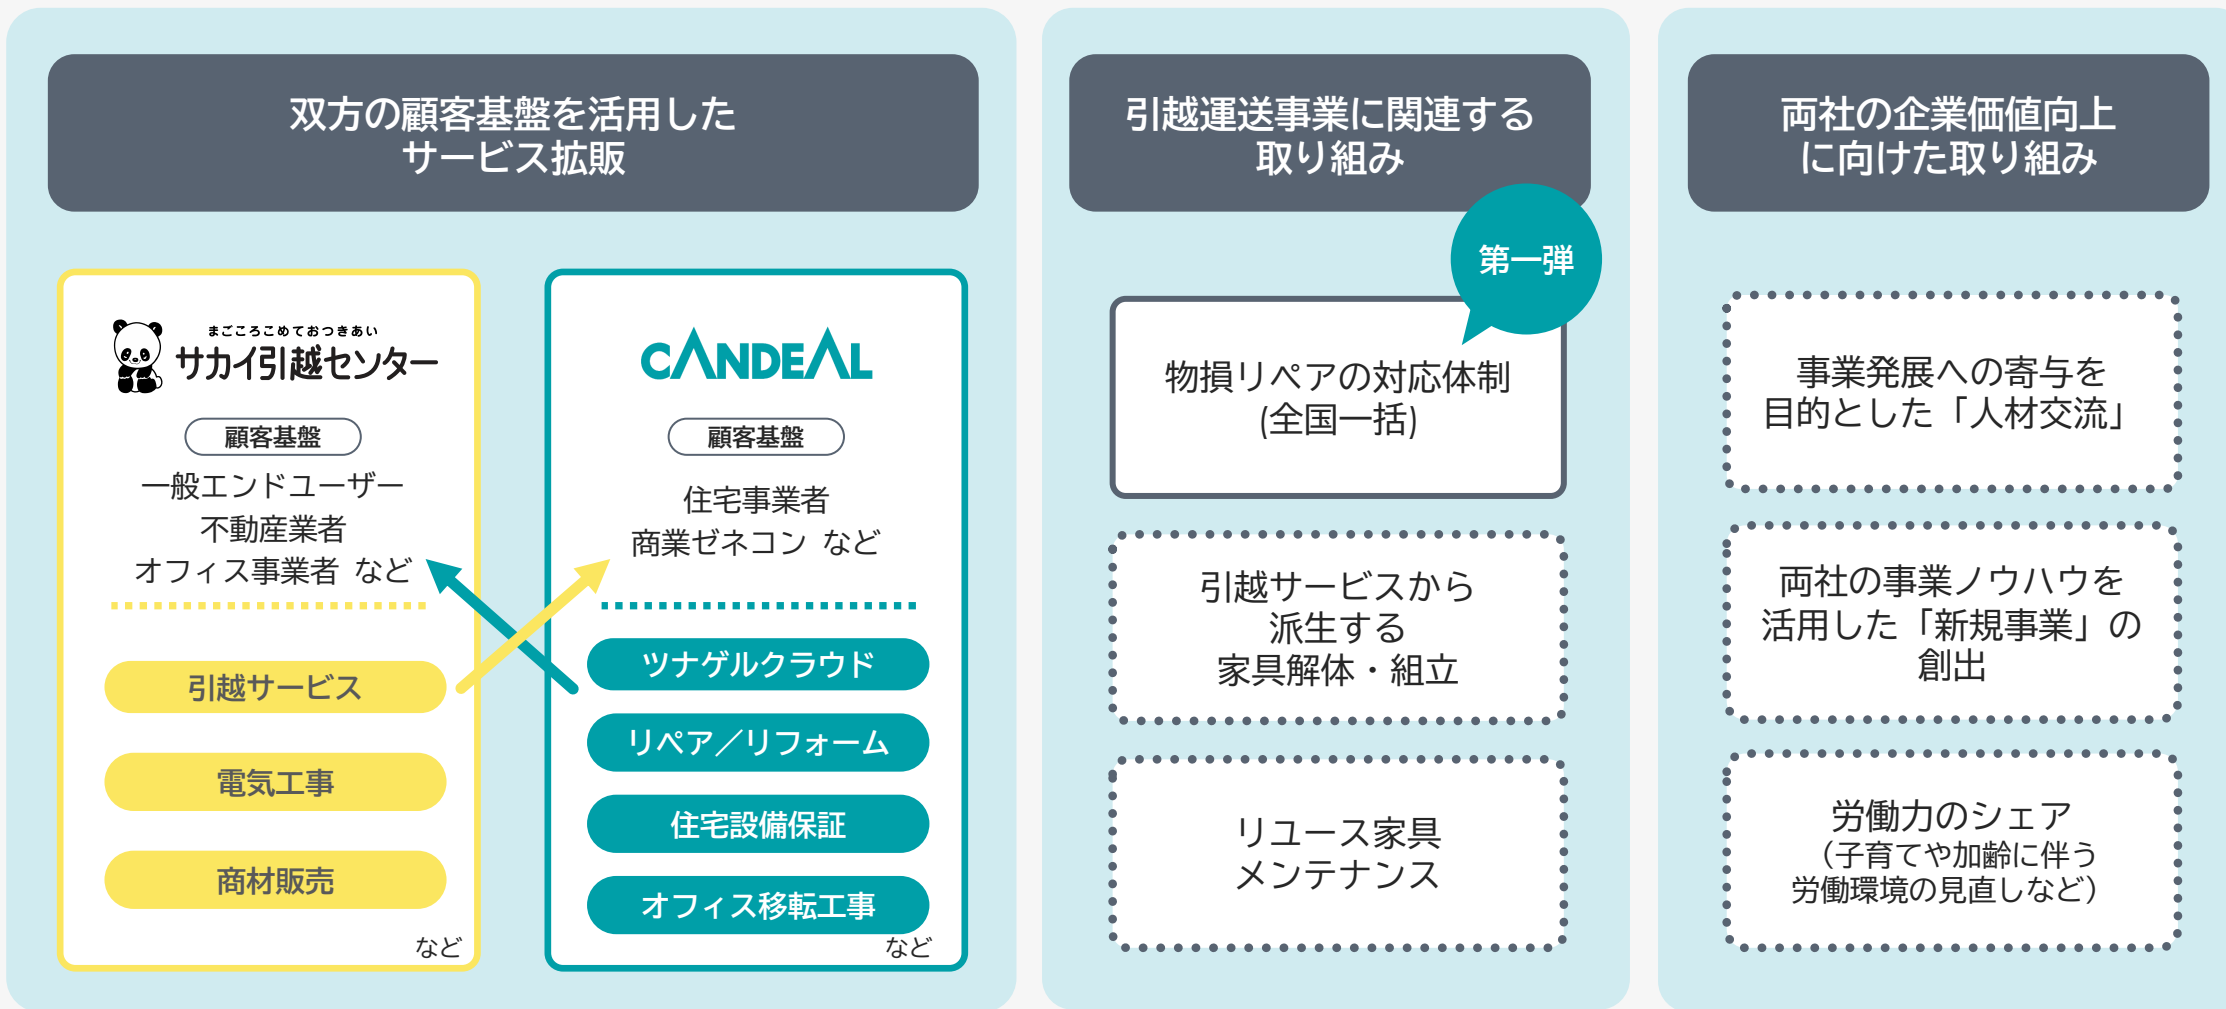 双方の顧客基盤を活用した
サービス拡販
まごころこめておつきあい
サカイ引越センター
顧客基盤
一般エンドユーザー
不動産業者
オフィス事業者 など
引越サービス
電気工事
商材販売
など
CANDEAL
顧客基盤
住宅事業者
商業ゼネコン など
ツナゲルクラウド
リペア／リフォーム
住宅設備保証
オフィス移転工事
など
引越運送事業に関連する
取り組み
第一弾
物損リペアの対応体制
(全国一括)
引越サービスから
派生する
家具解体・組立
リユース家具
メンテナンス
両社の企業価値向上
に向けた取り組み
事業発展への寄与を
目的とした「人材交流」
両社の事業ノウハウを
活用した「新規事業」の
創出
労働力のシェア
（子育てや加齢に伴う
労働環境の見直しなど）